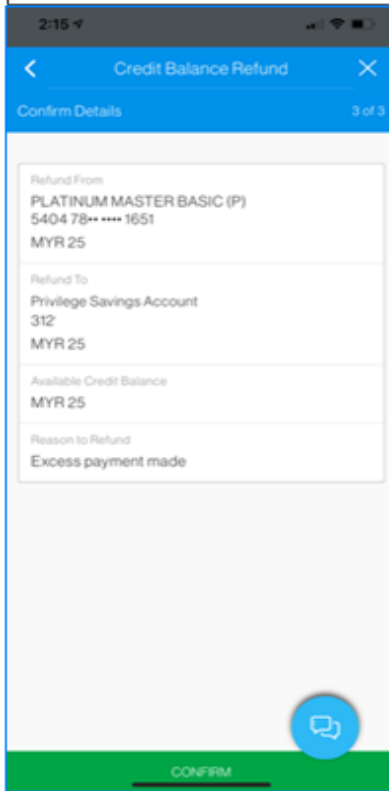 2:15
Credit Balance Refund
Confirm Details
3 of 3
Refund From
PLATINUM MASTER BASIC (P)
5404 78•• •••• 1651
MYR 25
Refund To
Privilege Savings Account
312
MYR 25
Available Credit Balance
MYR 25
Reason to Refund
Excess payment made
CONFIRM